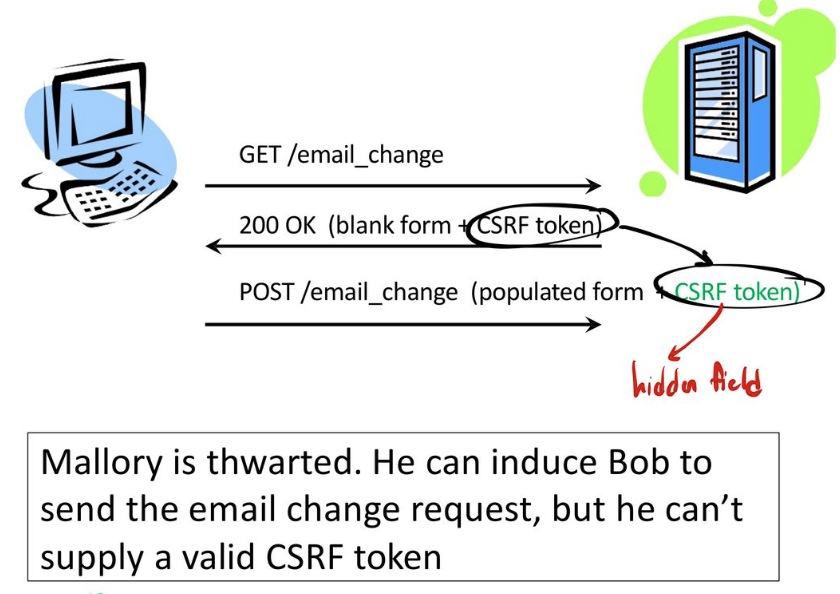 GET /email_change
200 OK (blank form + CSRF token)
POST /email_change (populated form + CSRF token)
hidden field
Mallory is thwarted. He can induce Bob to
send the email change request, but he can't
supply a valid CSRF token